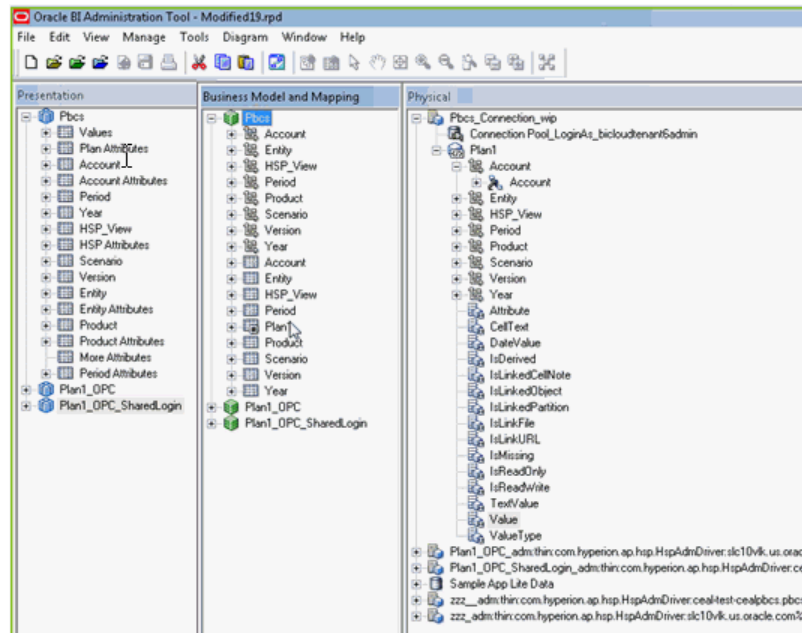 Oracle BI Administration Tool - Modified19.rpd
File Edit View Manage Tools Diagram Window Help
Presentation
Pbcs
Values
Plan Attributes
Account
Account Attributes
Period
Year
HSP_View
HSP Attributes
Scenario
Version
Entity
Entity Attributes
Product
Product Attributes
More Attributes
Period Attributes
Plan1_OPC
Plan1_OPC_SharedLogin
Business Model and Mapping
Pbcs
Account
Entity
HSP_View
Period
Product
Scenario
Version
Year
Account
Entity
HSP_View
Period
Plan1
Product
Scenario
Version
Year
Plan1_OPC
Plan1_OPC_SharedLogin
Physical
Pbcs_Connection_wip
Connection Pool_LoginAs_bicloudtenant6admin
Plan1
Account
Account
Entity
HSP_View
Period
Product
Scenario
Version
Year
Attribute
CellText
DateValue
IsDerived
IsLinkedCellNote
IsLinkedObject
IsLinkedPartition
IsLinkFile
IsLinkURL
IsMissing
IsReadOnly
IsReadWrite
TextValue
Value
ValueType
Plan1_OPC_adm:thin:com.hyperion.ap.hsp.HspAdmDriver:slc10vlk.us.orac
Plan1_OPC_SharedLogin_adm:thin:com.hyperion.ap.hsp.HspAdmDriver:ce
Sample App Lite Data
zzz__adm:thin:com.hyperion.ap.hsp.HspAdmDriver:ceal-test-cealpbcs.pbcs
zzz_adm:thin:com.hyperion.ap.hsp.HspAdmDriver:slc10vlk.us.oracle.com%